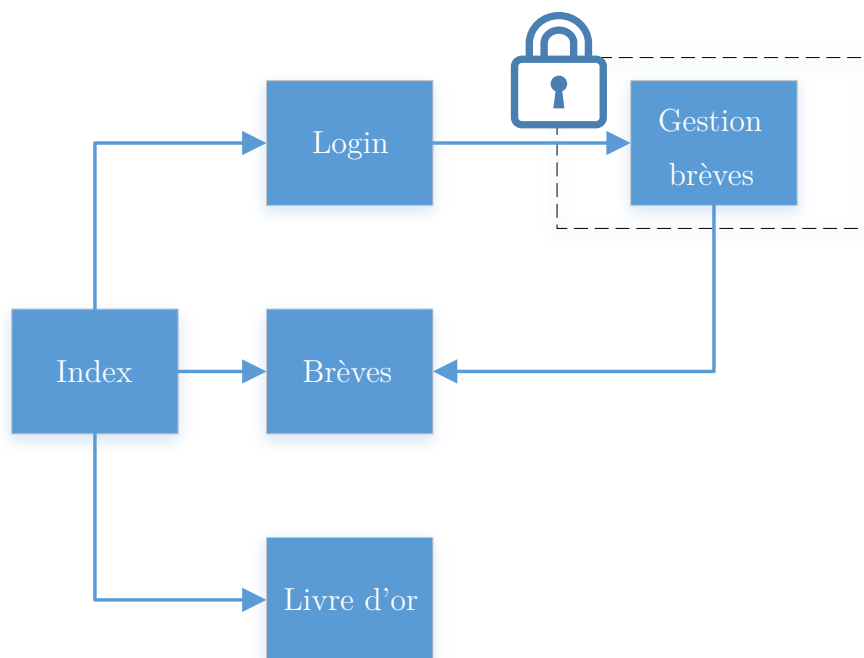 Login
Gestion
brèves
Index
Brèves
Livre d'or